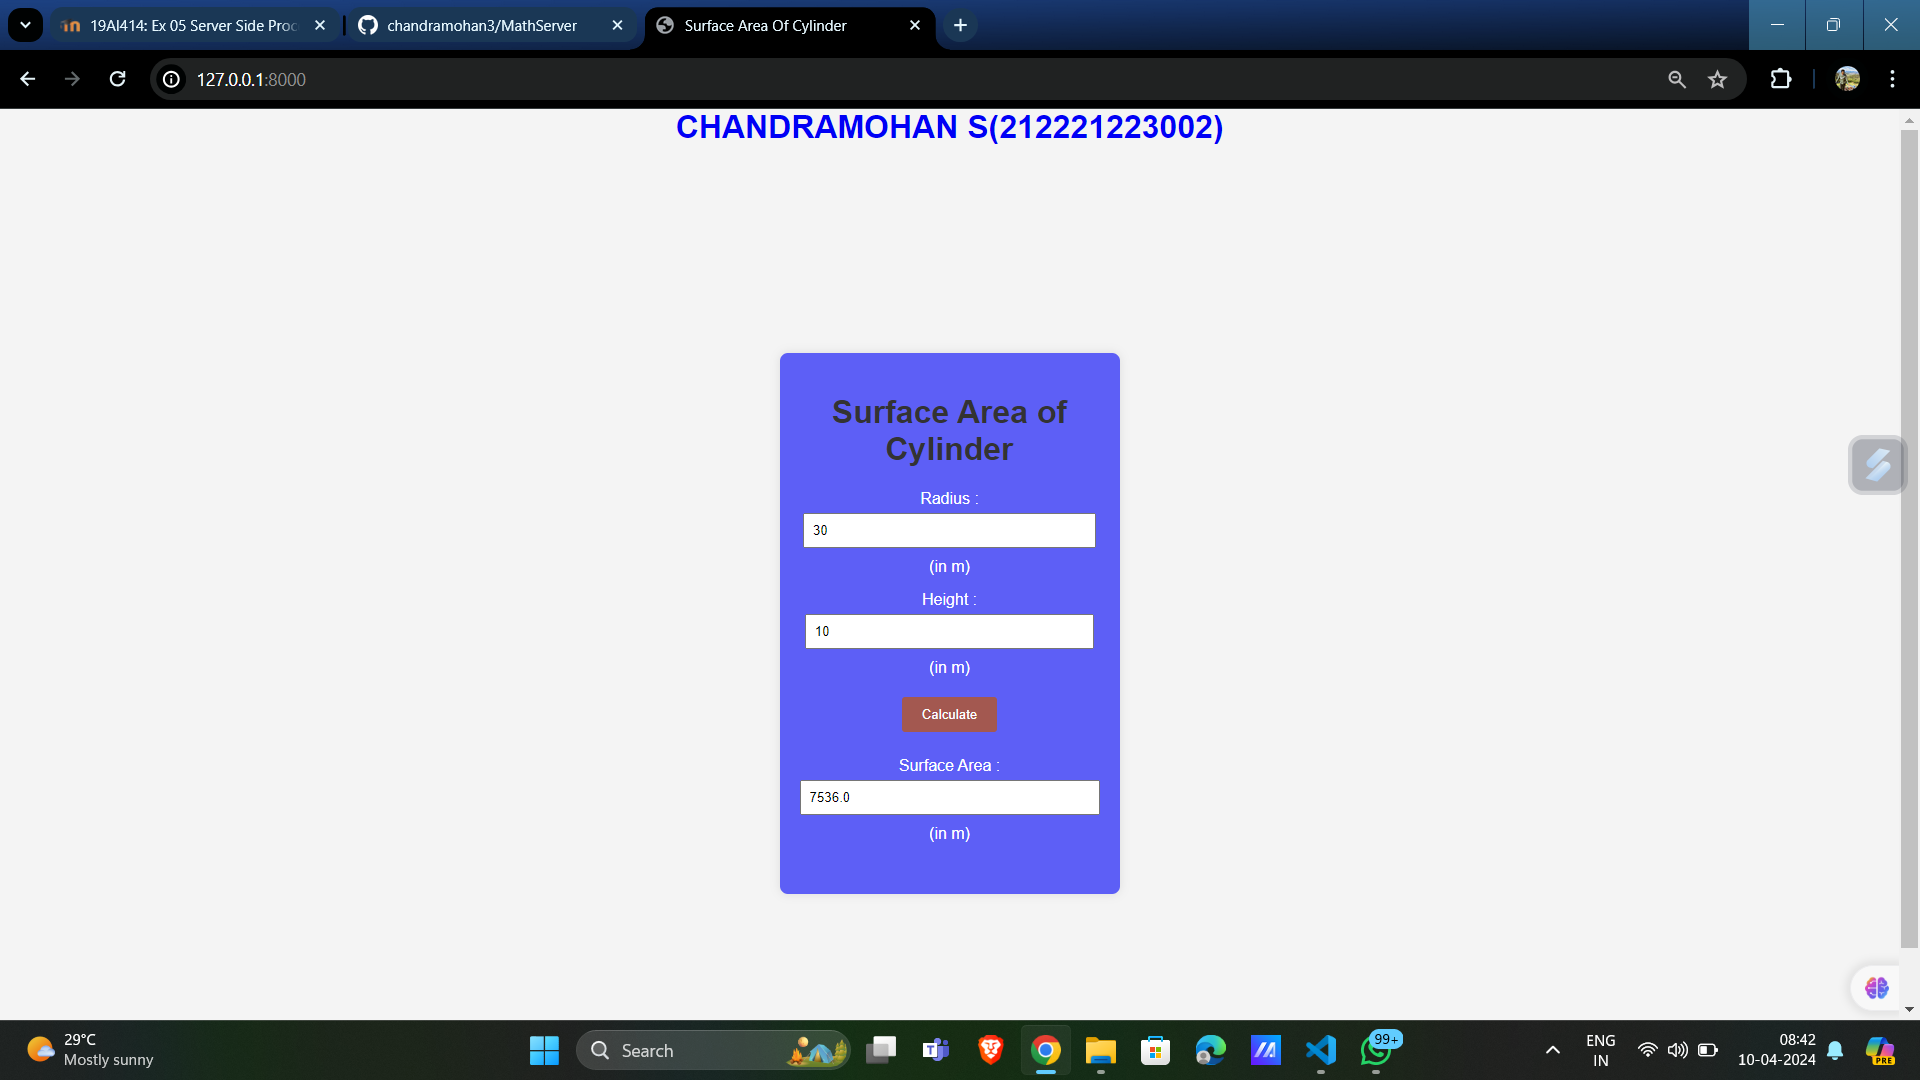 19AI414: Ex 05 Server Side Proc
chandramohan3/MathServer
Surface Area Of Cylinder
127.0.0.1:8000
CHANDRAMOHAN S(212221223002)
Surface Area of
Cylinder
Radius :
30
(in m)
Height :
10
(in m)
Calculate
Surface Area :
7536.0
(in m)
29°C
Mostly sunny
Search
99+
ENG
IN
08:42
10-04-2024
PRE